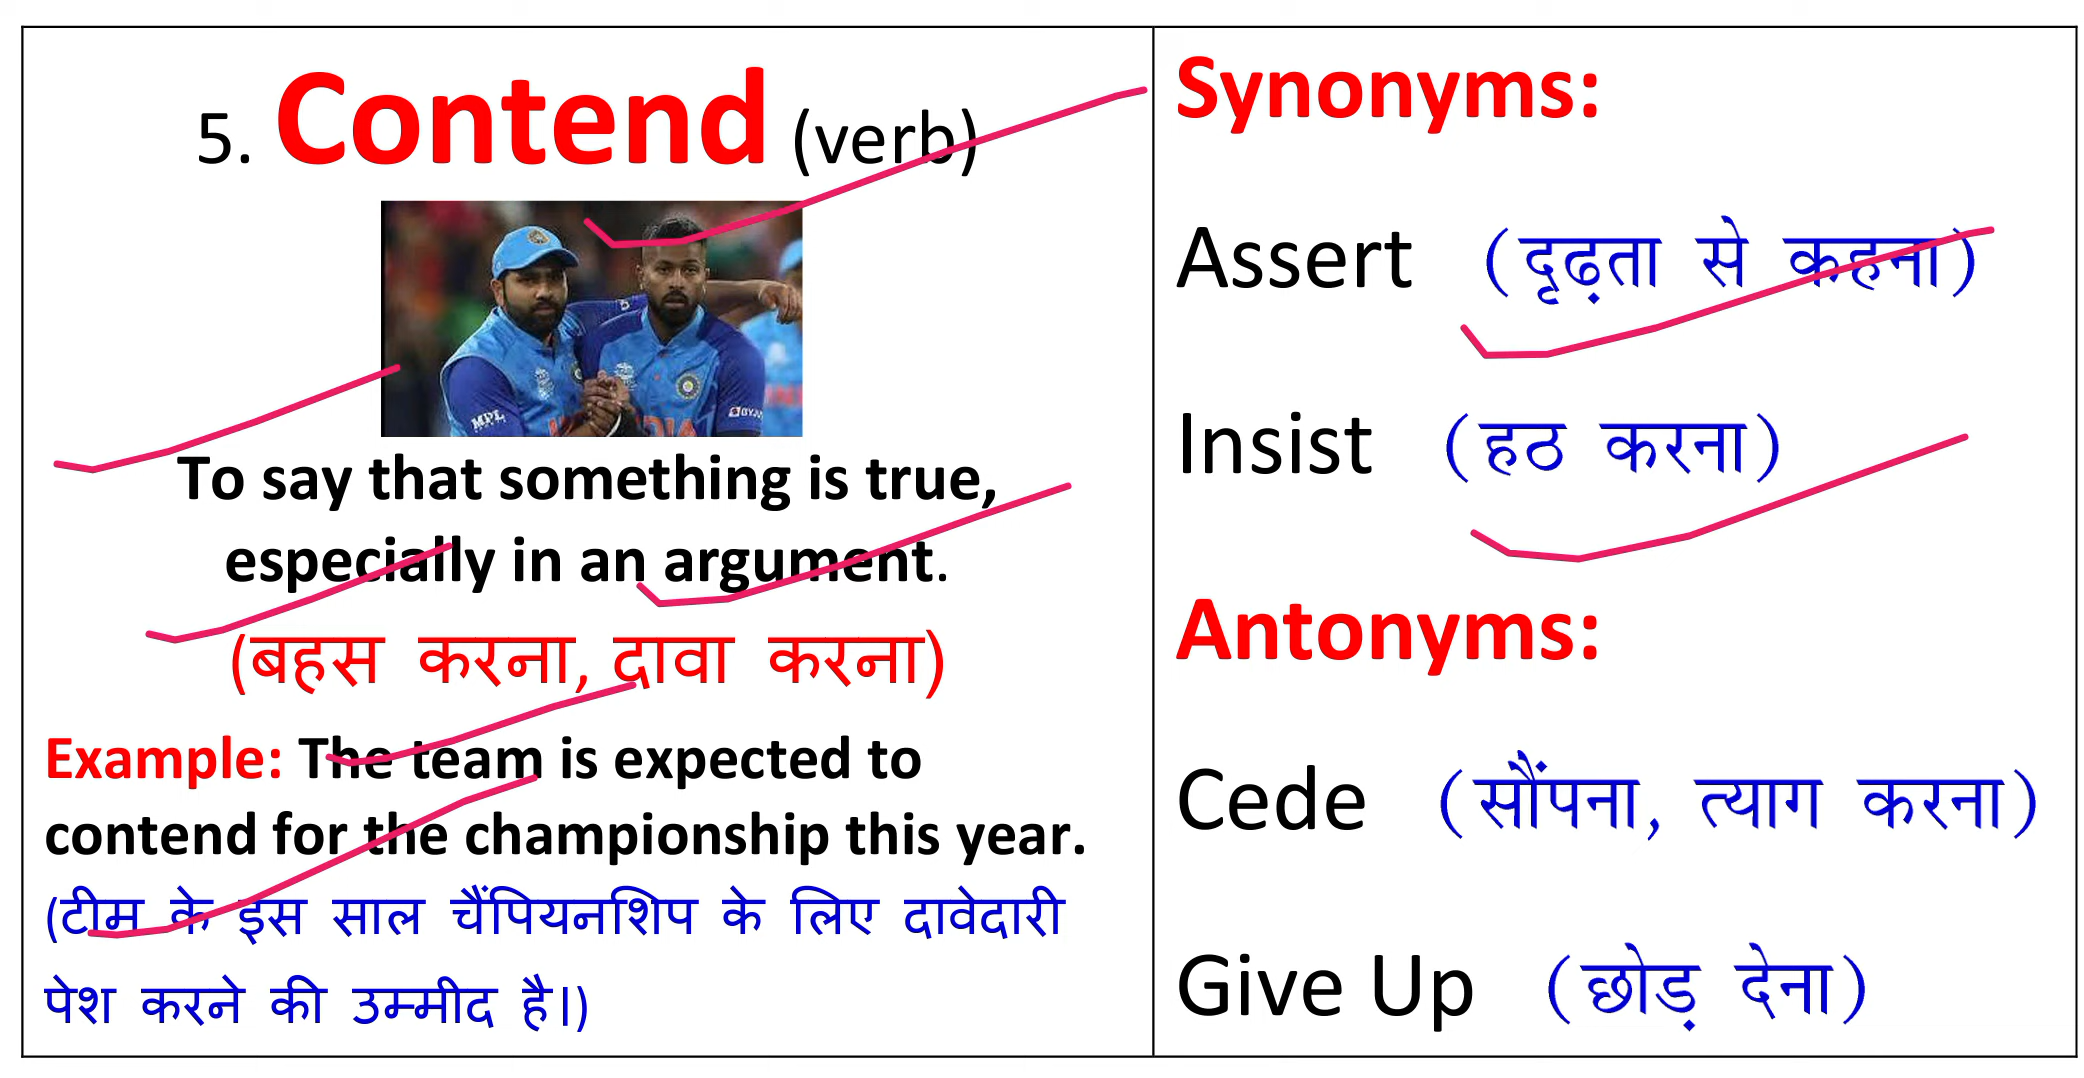 5. Contend (verb)
MPL
BYJU
To say that something is true,
especially in an argument.
(बहस करना, दावा करना)
Example: The team is expected to
contend for the championship this year.
(टीम के इस साल चैंपियनशिप के लिए दावेदारी
पेश करने की उम्मीद है।)
Synonyms:
Assert (दृढ़ता से कहना)
Insist (हठ करना)
Antonyms:
Cede (सौंपना, त्याग करना)
Give Up (छोड़ देना)